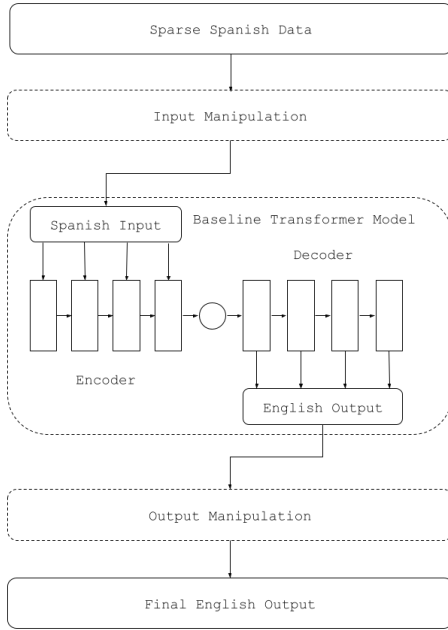 Sparse Spanish Data
Input Manipulation
Spanish Input
Baseline Transformer Model
Decoder
Encoder
English Output
Output Manipulation
Final English Output